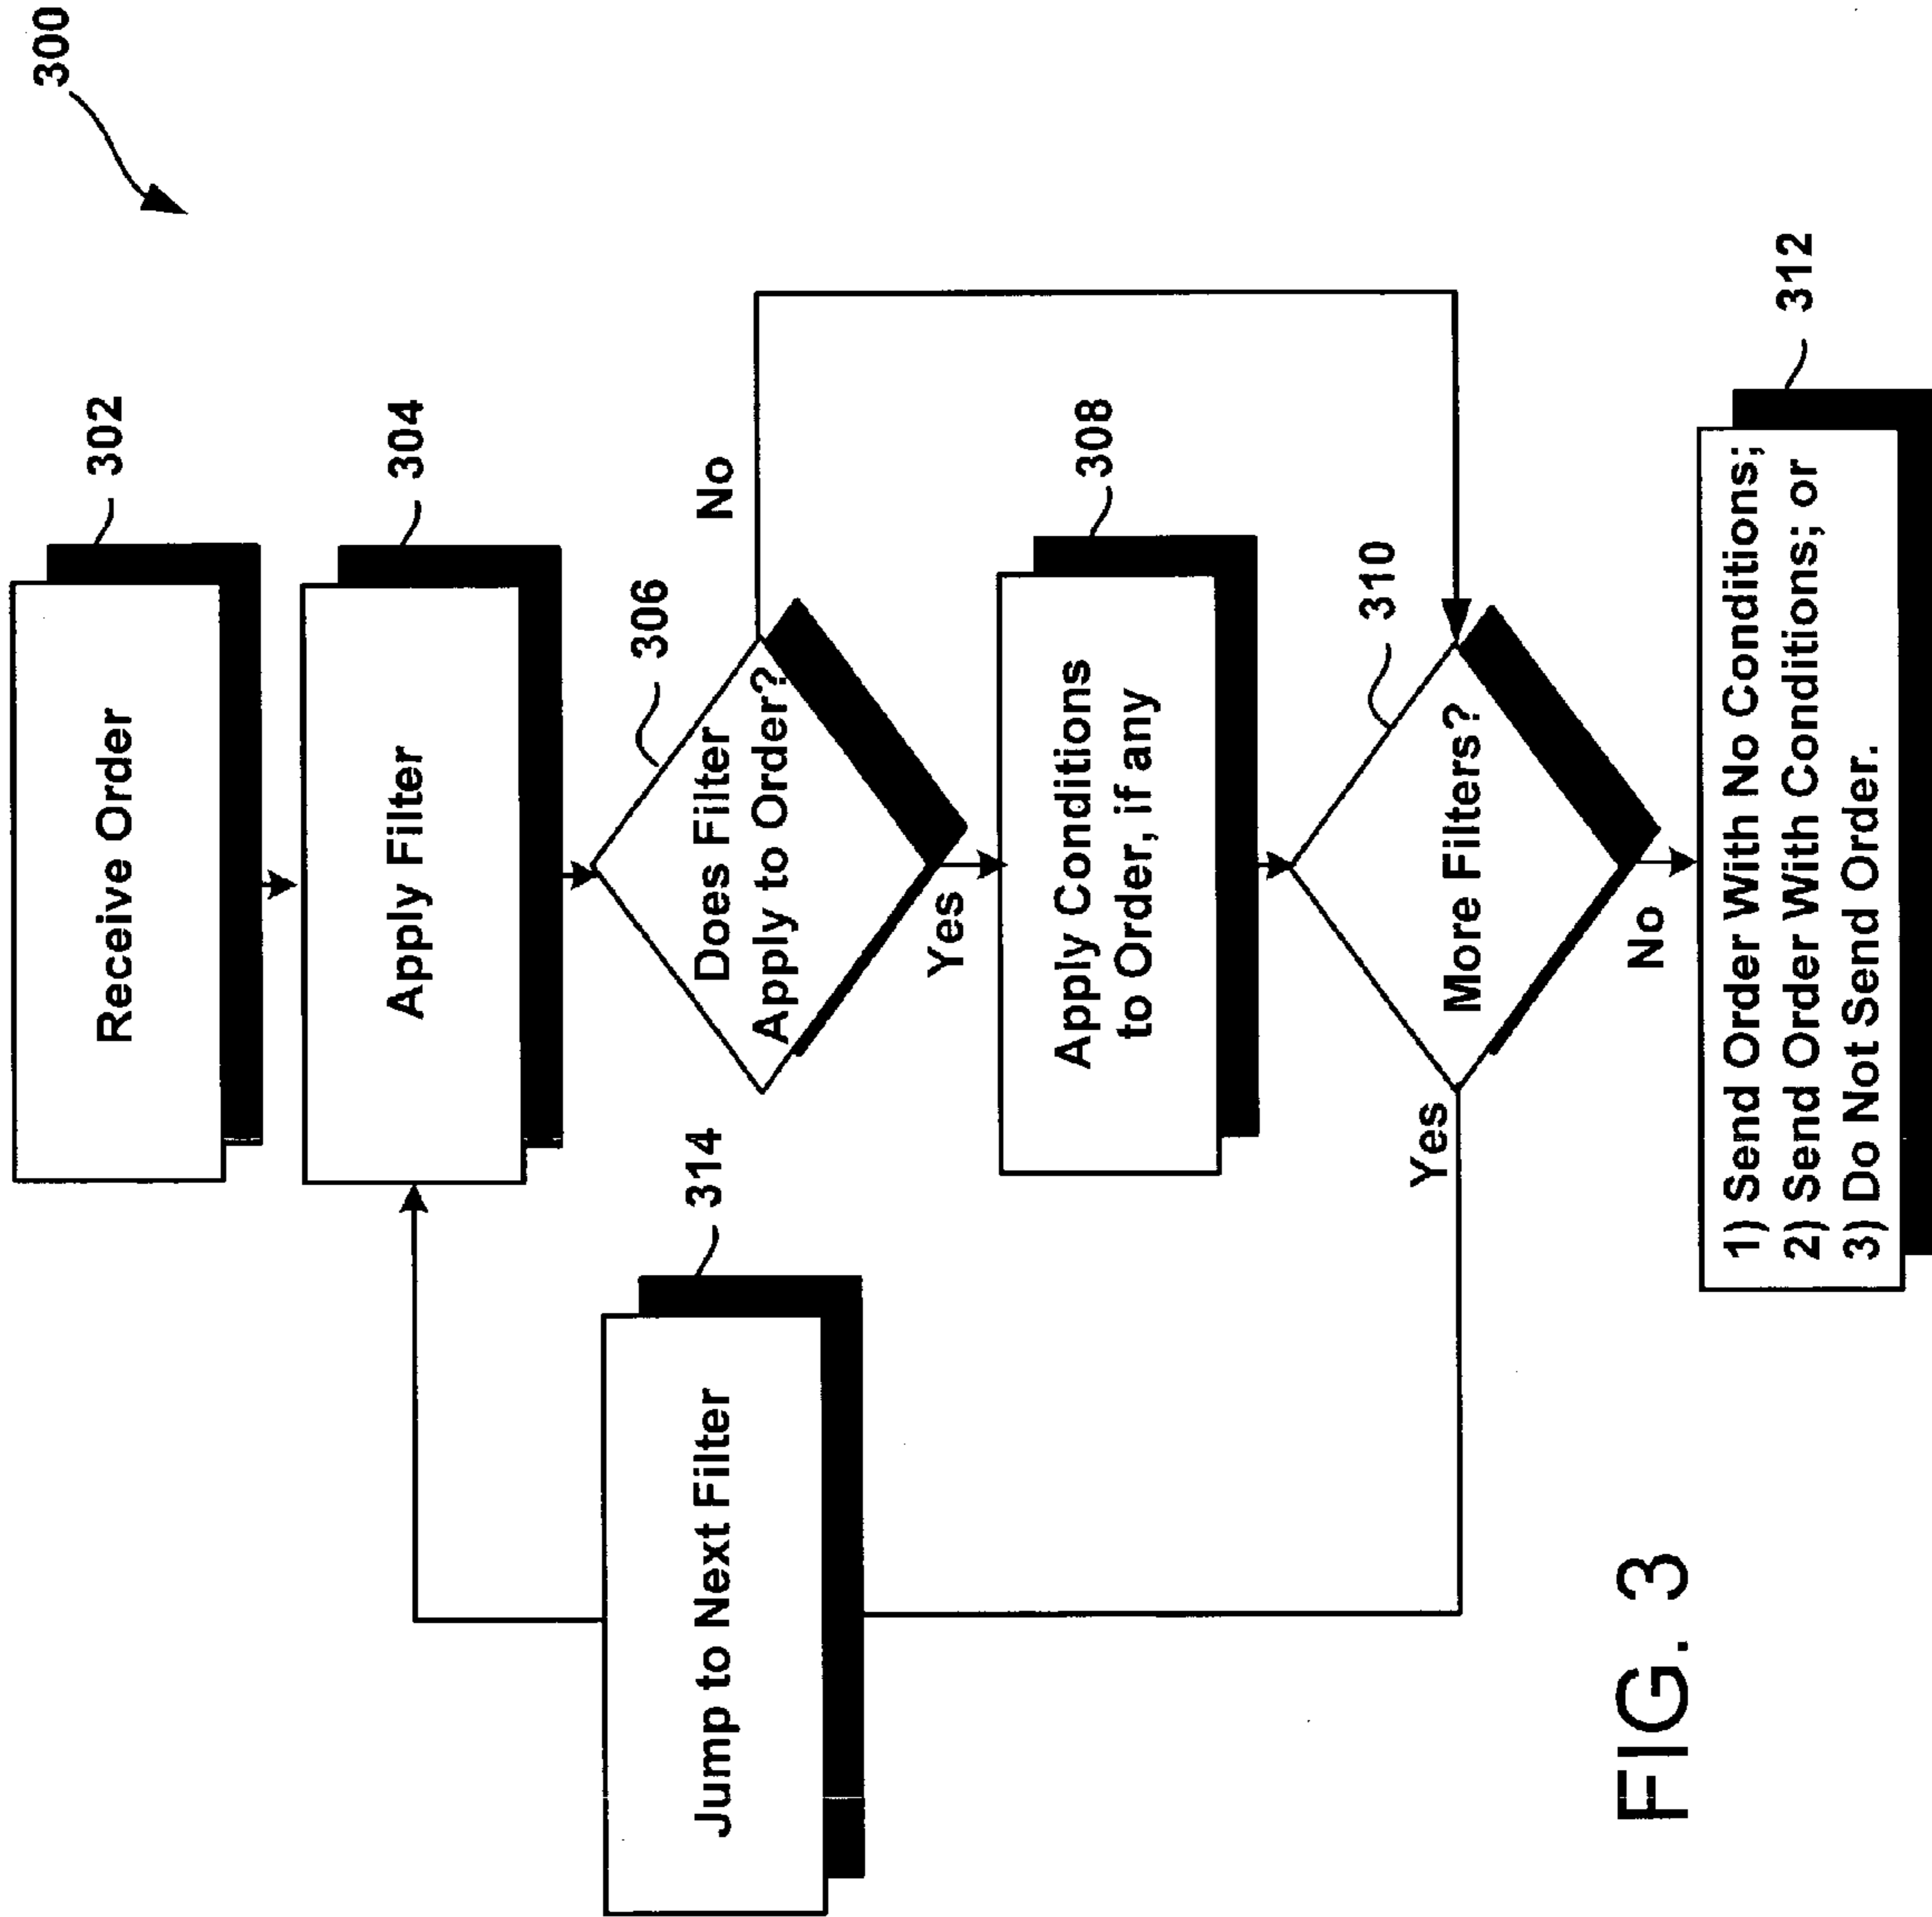 300
Receive Order
302
Apply Filter
304
Does Filter
Apply to Order?
306
No
Yes
Apply Conditions
to Order, if any
308
More Filters?
310
Yes
No
Jump to Next Filter
314
1) Send Order With No Conditions;
2) Send Order With Conditions; or
3) Do Not Send Order.
312
FIG. 3